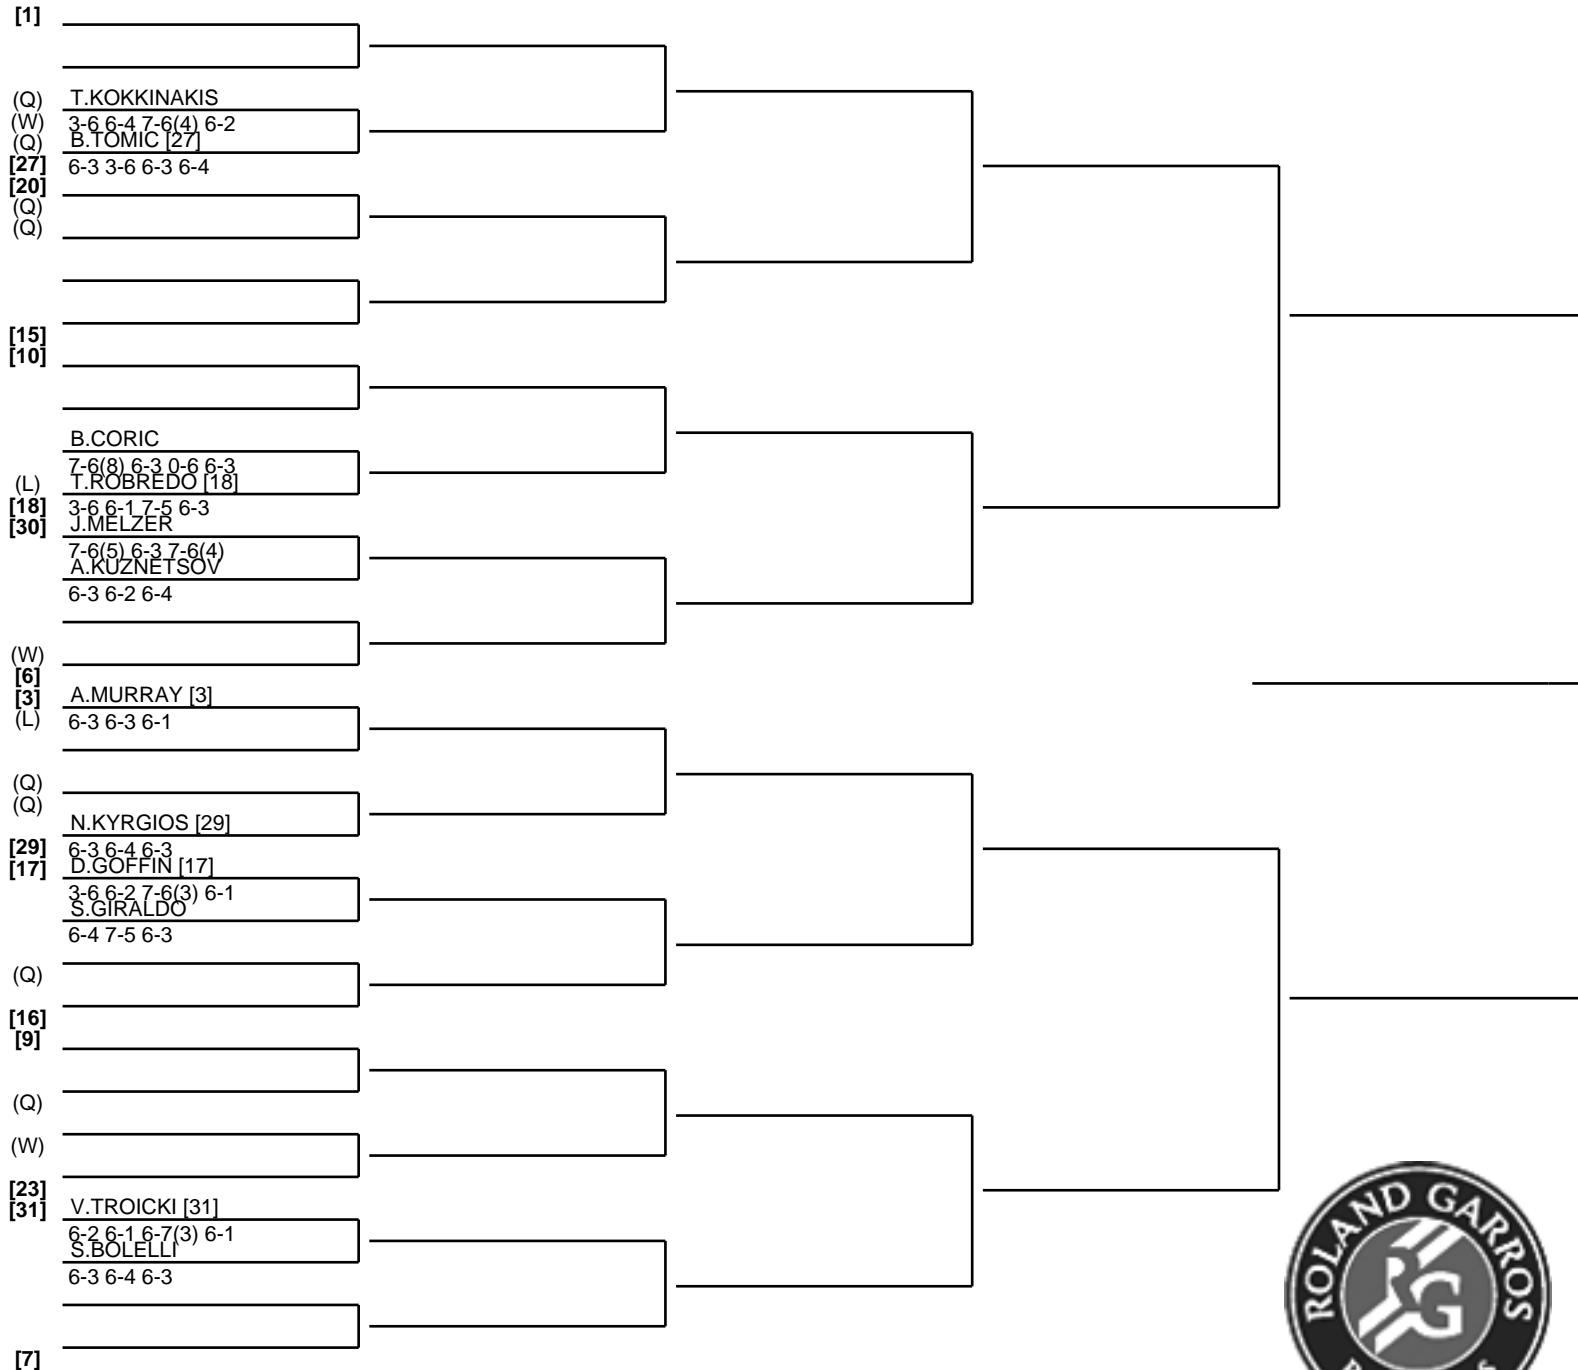 [1]
(Q) T.KOKKINAKIS
(W) 3-6 6-4 7-6(4) 6-2
(Q) B.TOMIC [27]
[27] 6-3 3-6 6-3 6-4
[20]
(Q)
(Q)
[15]
[10]
B.CORIC
7-6(8) 6-3 0-6 6-3
(L) T.ROBREDO [18]
[18] 3-6 6-1 7-5 6-3
[30] J.MELZER
7-6(5) 6-3 7-6(4)
A.KUZNETSOV
6-3 6-2 6-4
(W)
[6]
[3] A.MURRAY [3]
(L) 6-3 6-3 6-1
(Q)
(Q)
N.KYRGIOS [29]
[29] 6-3 6-4 6-3
[17] D.GOFFIN [17]
3-6 6-2 7-6(3) 6-1
S.GIRALDO
6-4 7-5 6-3
(Q)
[16]
[9]
(Q)
(W)
[23]
[31] V.TROICKI [31]
6-2 6-1 6-7(3) 6-1
S.BOLELLI
6-3 6-4 6-3
[7]
ROLAND GARROS
RG